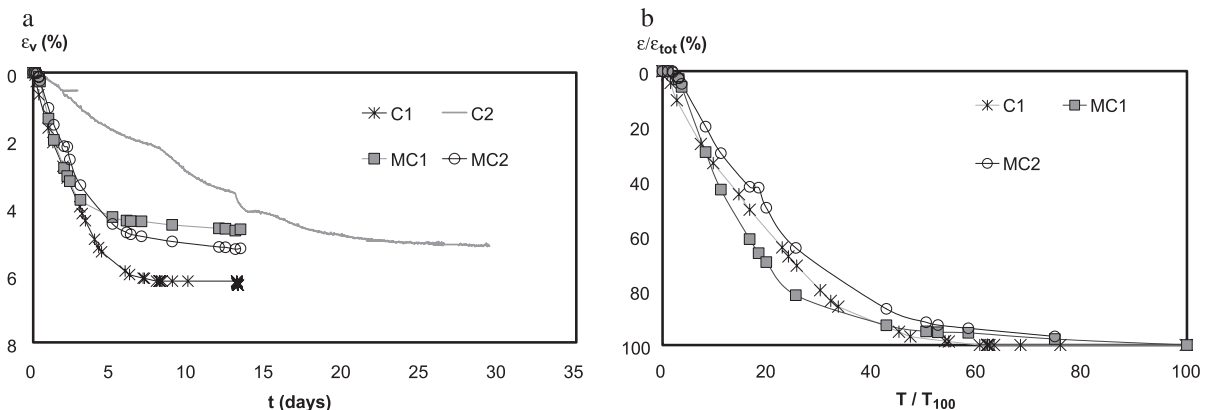 a
εv (%)
0
2
4
6
8
0 5 10 15 20 25 30 35
t (days)
C1 C2
MC1 MC2
b
ε/εtot (%)
0
20
40
60
80
100
0 20 40 60 80 100
T / T100
C1 MC1
MC2